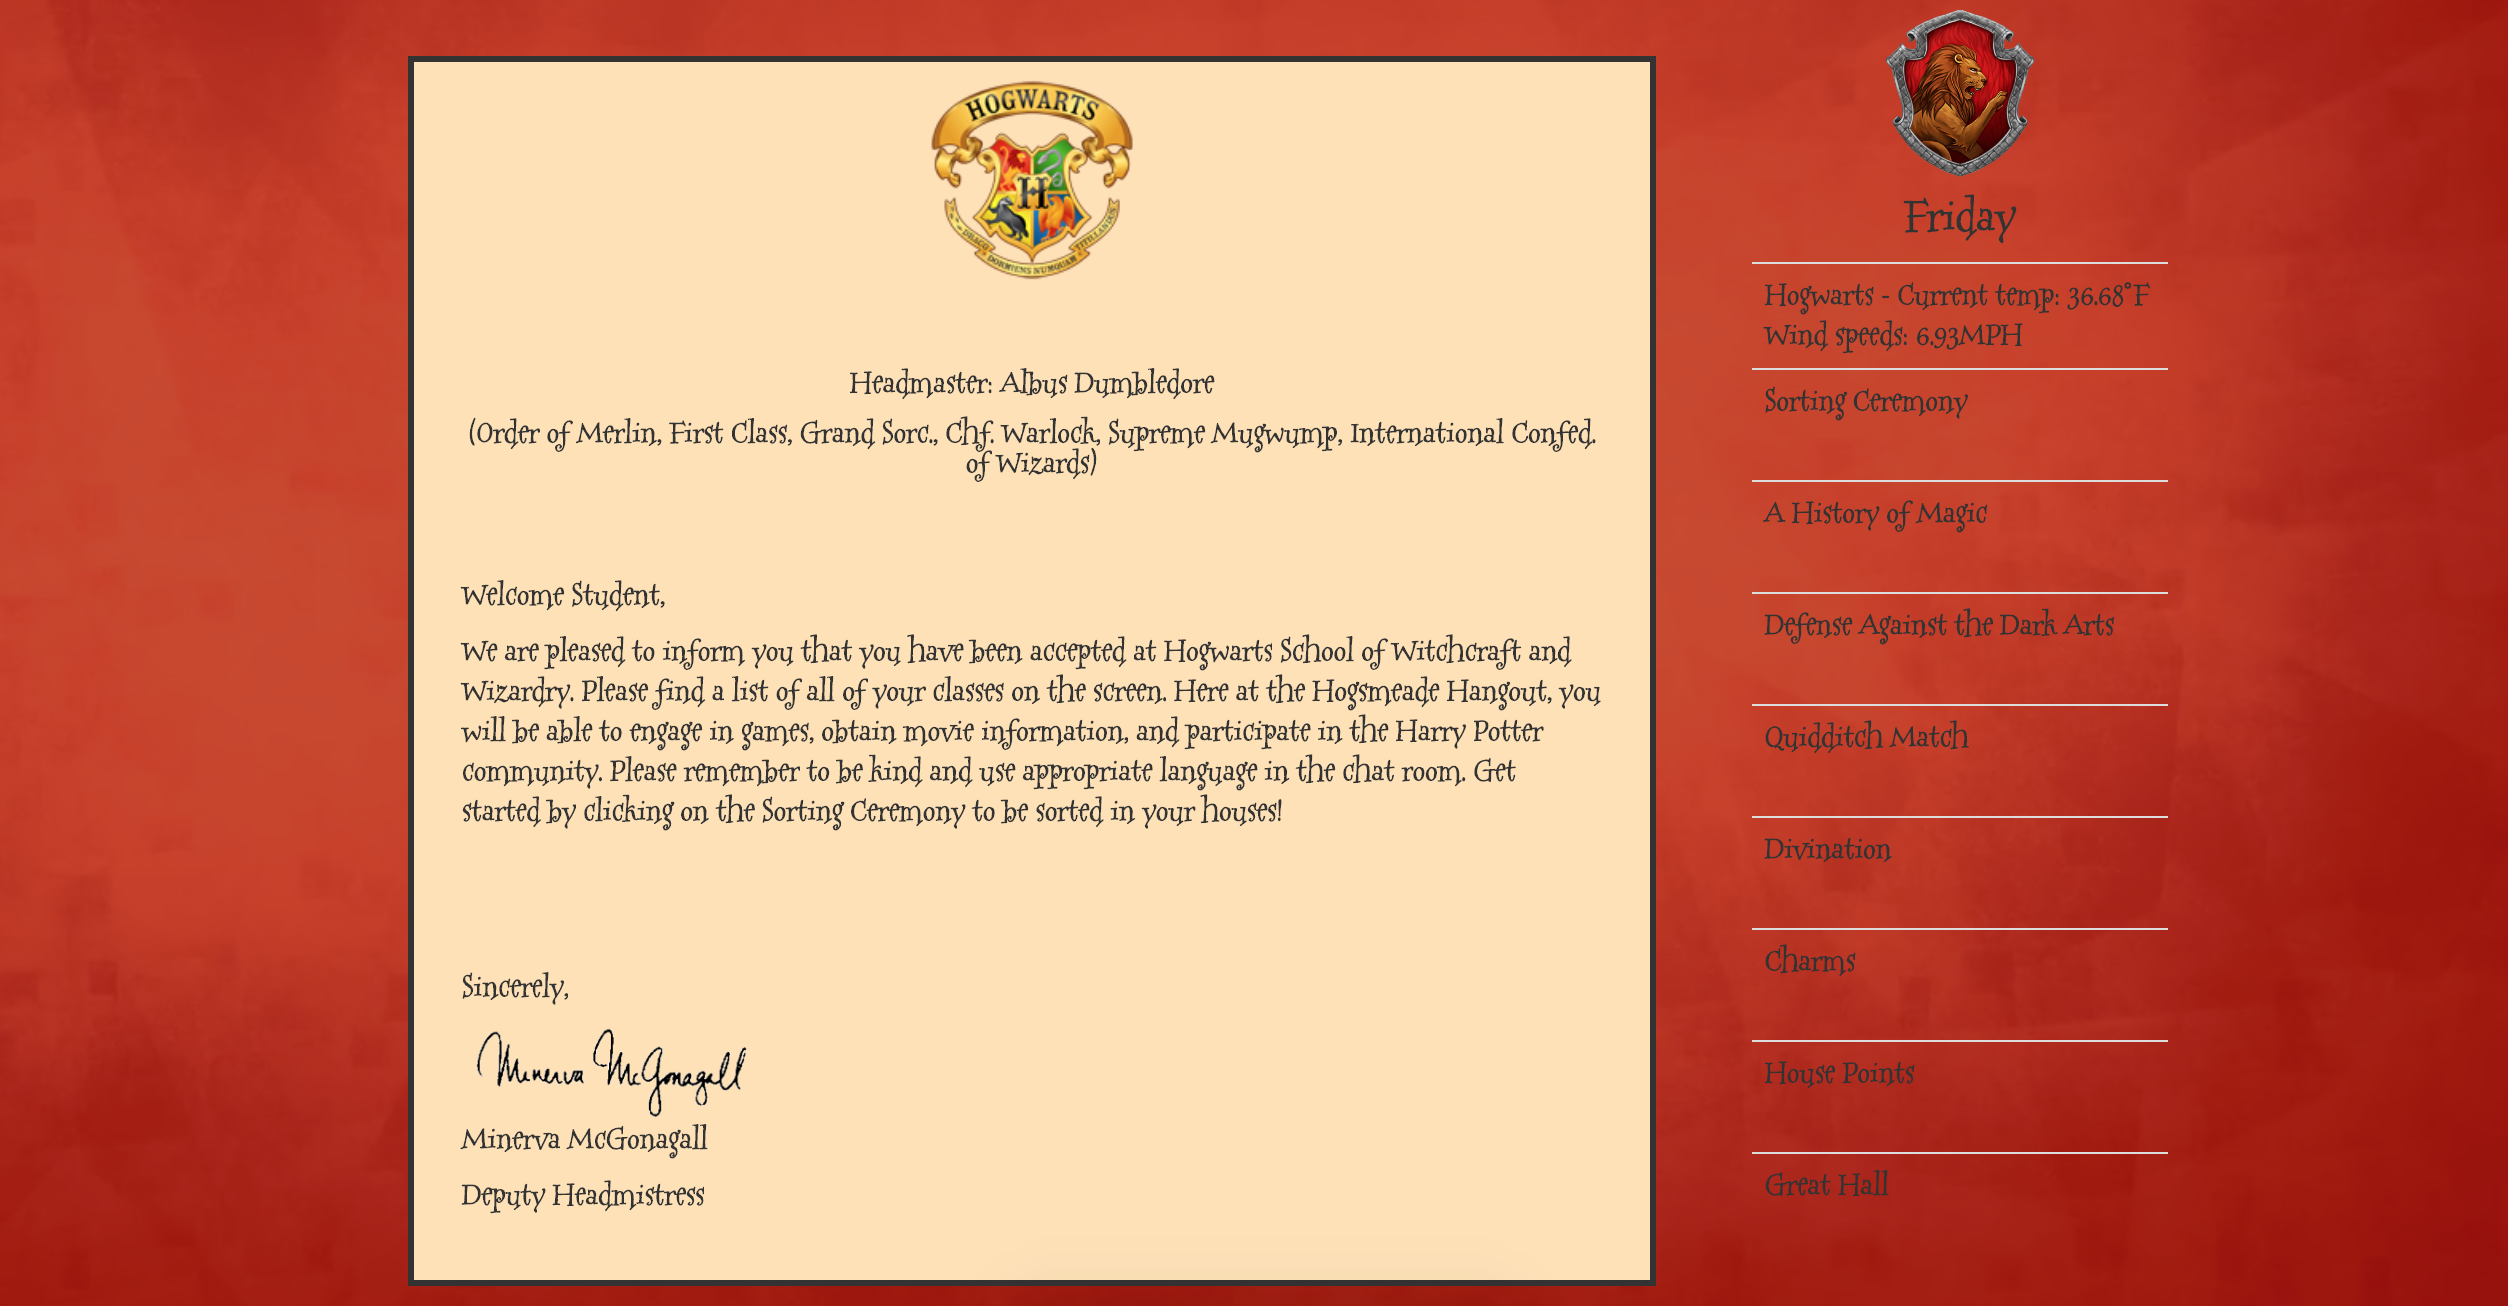 HOGWARTS
H
DRACO DORMIENS NUNQUAM TITILLANDUS
Headmaster: Albus Dumbledore
(Order of Merlin, First Class, Grand Sorc., Chf. Warlock, Supreme Mugwump, International Confed.
of Wizards)
Welcome Student,
We are pleased to inform you that you have been accepted at Hogwarts School of Witchcraft and
Wizardry. Please find a list of all of your classes on the screen. Here at the Hogsmeade Hangout, you
will be able to engage in games, obtain movie information, and participate in the Harry Potter
community. Please remember to be kind and use appropriate language in the chat room. Get
started by clicking on the Sorting Ceremony to be sorted in your houses!
Sincerely,
Minerva McGonagall
Minerva McGonagall
Deputy Headmistress
Friday
Hogwarts - Current temp: 36.68°F
Wind speeds: 6.93MPH
Sorting Ceremony
A History of Magic
Defense Against the Dark Arts
Quidditch Match
Divination
Charms
House Points
Great Hall